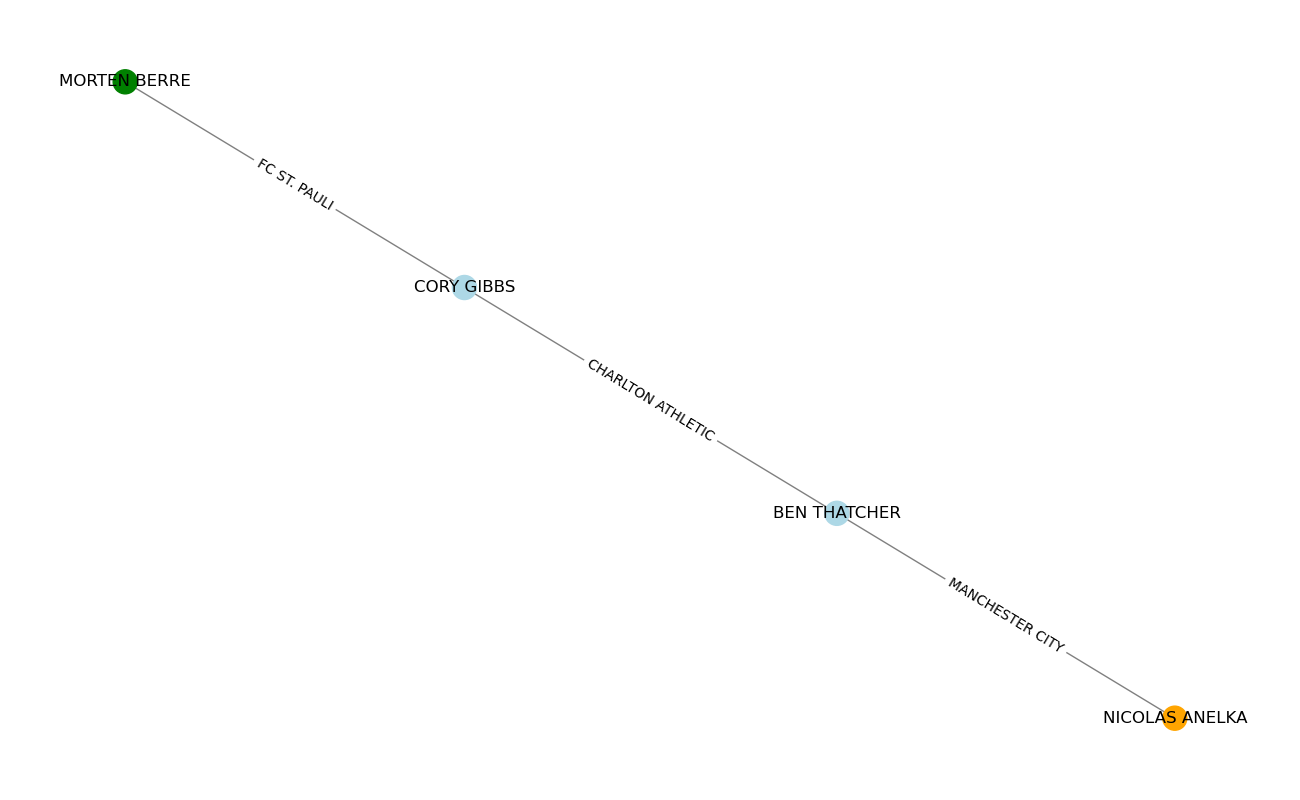 MORTEN BERRE
FC ST. PAULI
CORY GIBBS
CHARLTON ATHLETIC
BEN THATCHER
MANCHESTER CITY
NICOLAS ANELKA